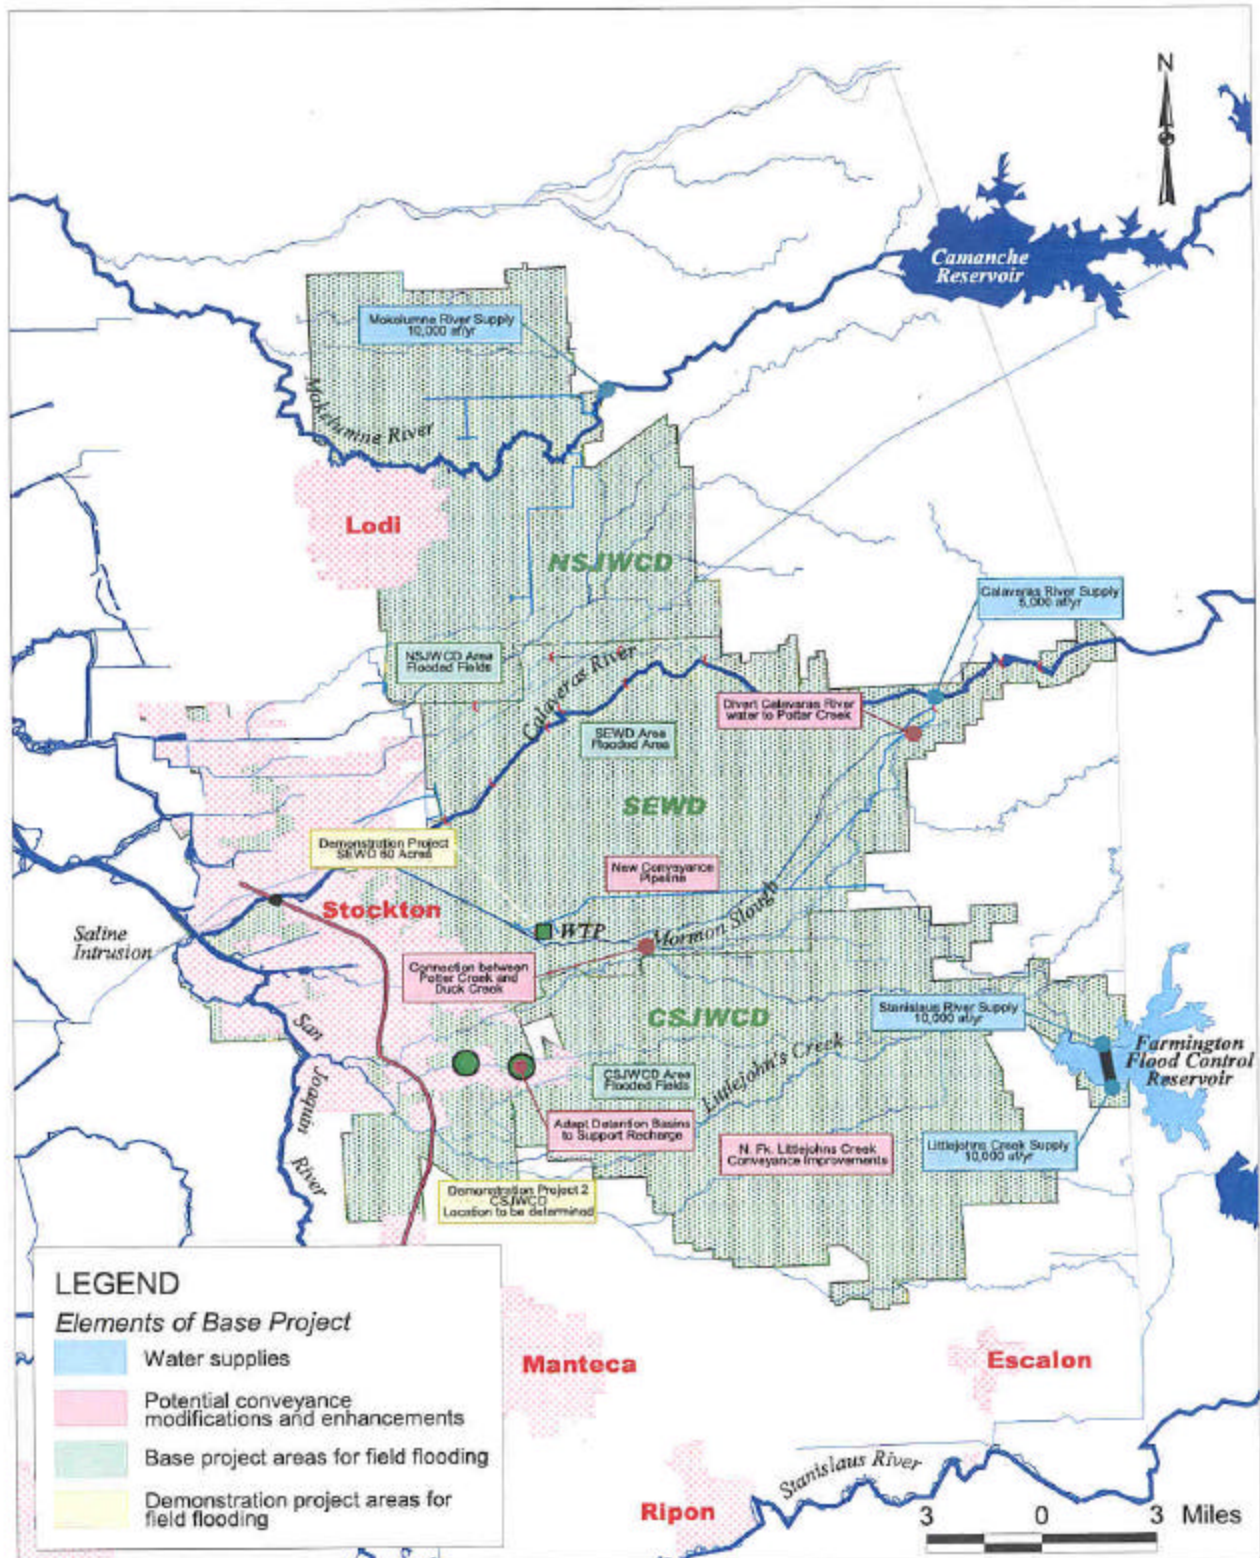 N
Camanche
Reservoir
Mokelumne River Supply
10,000 af/yr
Mokelumne River
Lodi
NSJWCD
Calaveras River Supply
5,000 af/yr
NSJWCD Area
Flooded Fields
Calaveras River
Divert Calaveras River
water to Potter Creek
SEWD Area
Flooded Area
SEWD
Demonstration Project
SEWD 60 Acres
New Conveyance
Pipeline
Stockton
WTP
Mormon Slough
Saline
Intrusion
Connection between
Potter Creek and
Duck Creek
CSJWCD
Stanislaus River Supply
10,000 af/yr
San
Joaquin
River
Farmington
Flood Control
Reservoir
CSJWCD Area
Flooded Fields
Littlejohn's Creek
Adapt Detention Basins
to Support Recharge
N. Fk. Littlejohns Creek
Conveyance Improvements
Littlejohns Creek Supply
10,000 af/yr
Demonstration Project 2
CSJWCD
Location to be determined
LEGEND
Elements of Base Project
Water supplies
Potential conveyance
modifications and enhancements
Base project areas for field flooding
Demonstration project areas for
field flooding
Manteca
Escalon
Ripon
Stanislaus River
3 0 3 Miles